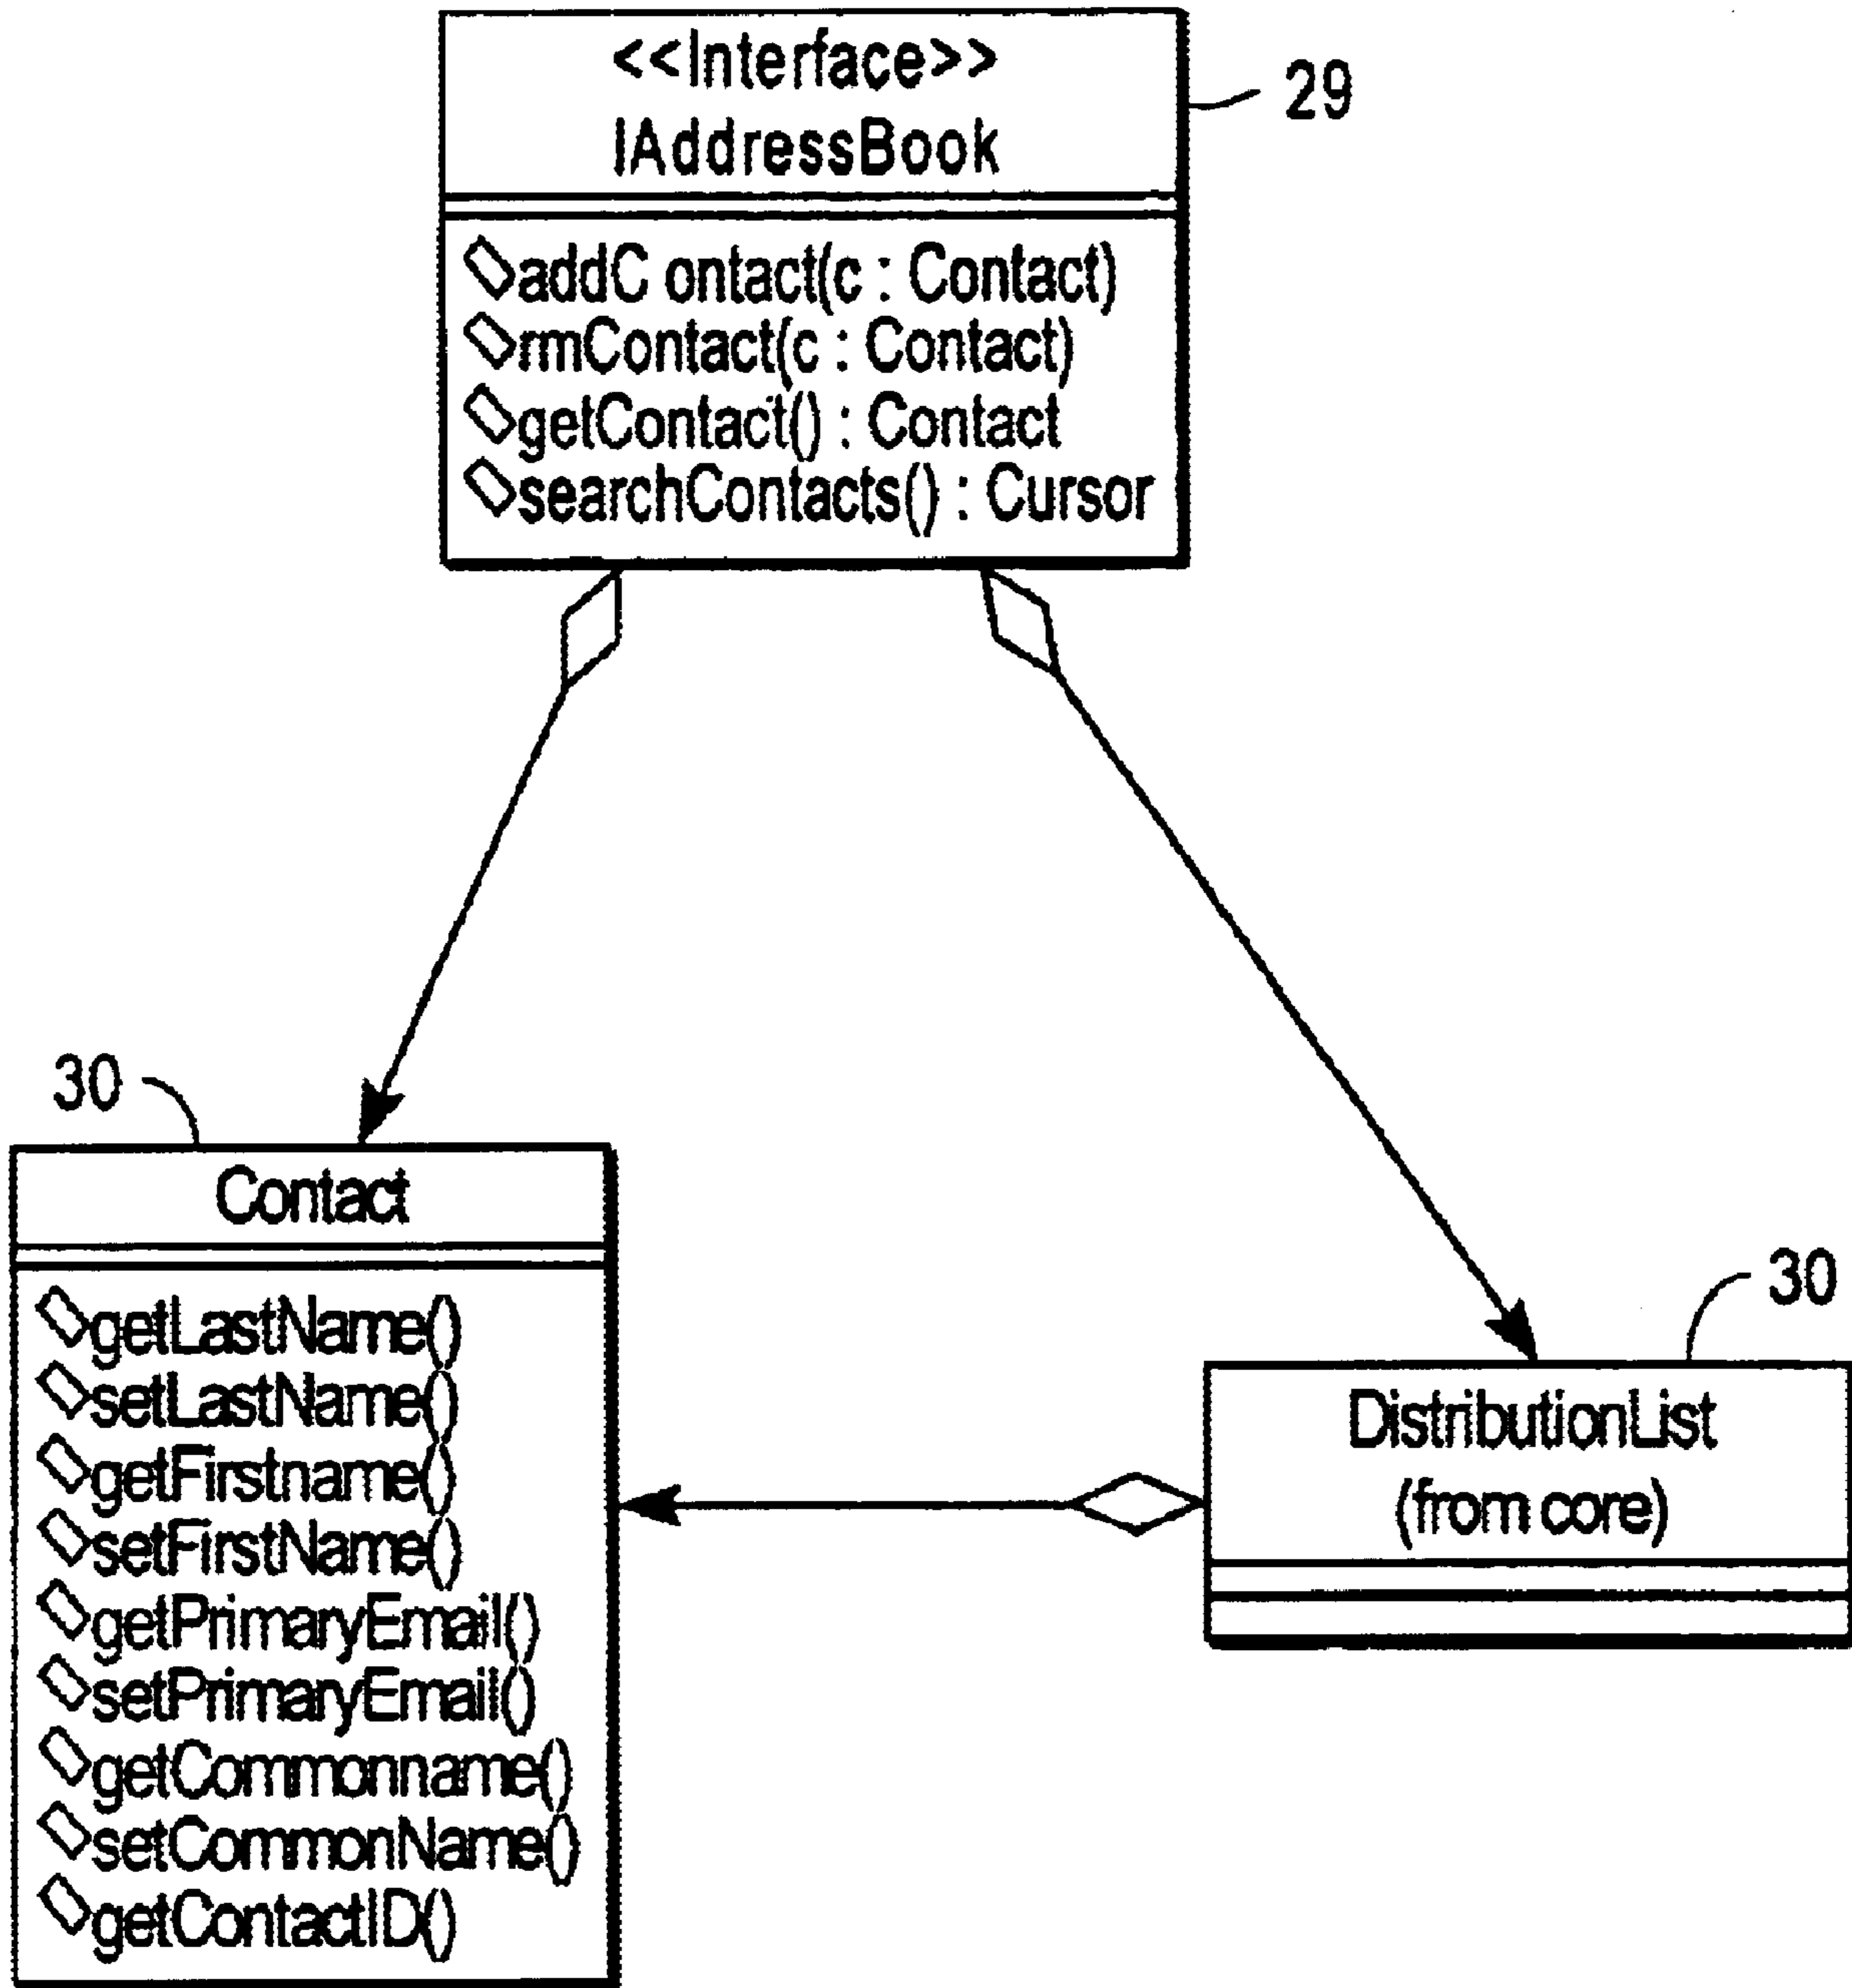 <<Interface>>
IAddressBook
29
addC ontact(c : Contact)
rmContact(c : Contact)
getContact() : Contact
searchContacts() : Cursor
30
Contact
getLastName()
setLastName()
getFirstname()
setFirstName()
getPrimaryEmail()
setPrimaryEmail()
getCommonname()
setCommonName()
getContactID()
30
DistributionList
(from core)